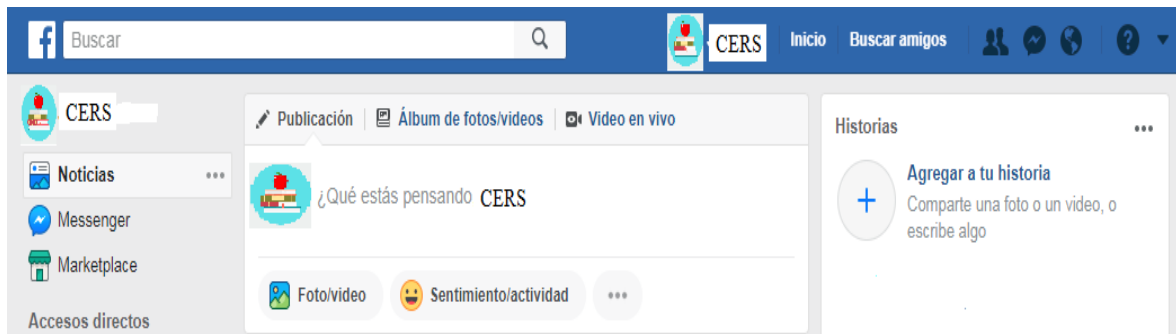 f Buscar CERS Inicio Buscar amigos ?
CERS
Noticias
Messenger
Marketplace
Accesos directos
Publicación Álbum de fotos/videos Video en vivo
¿Qué estás pensando CERS
Foto/video Sentimiento/actividad
Historias
Agregar a tu historia
Comparte una foto o un video, o
escribe algo